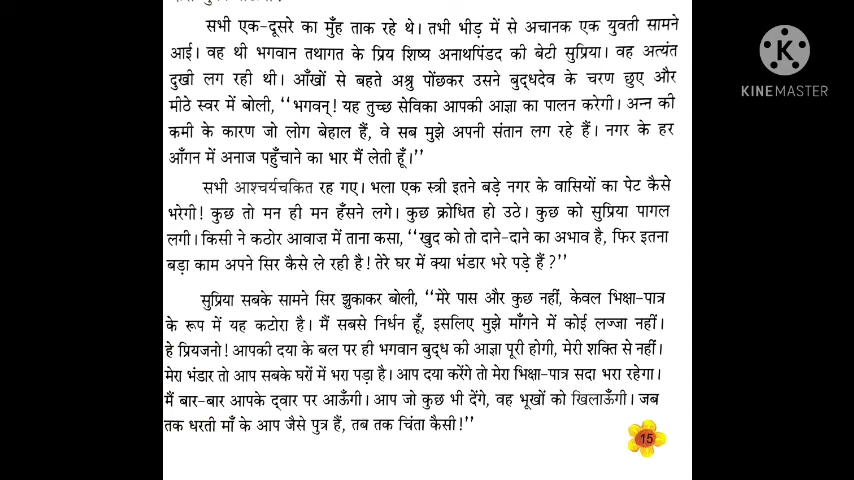 सभी एक-दूसरे का मुँह ताक रहे थे। तभी भीड़ में से अचानक एक युवती सामने
आई। वह थी भगवान तथागत के प्रिय शिष्य अनाथपिंडद की बेटी सुप्रिया। वह अत्यंत
दुखी लग रही थी। आँखों से बहते अश्रु पोंछकर उसने बुद्धदेव के चरण छुए और
मीठे स्वर में बोली, ‘‘भगवन्! यह तुच्छ सेविका आपकी आज्ञा का पालन करेगी। अन्न की
कमी के कारण जो लोग बेहाल हैं, वे सब मुझे अपनी संतान लग रहे हैं। नगर के हर
आँगन में अनाज पहुँचाने का भार मैं लेती हूँ।’’
सभी आश्चर्यचकित रह गए। भला एक स्त्री इतने बड़े नगर के वासियों का पेट कैसे
भरेगी! कुछ तो मन ही मन हँसने लगे। कुछ क्रोधित हो उठे। कुछ को सुप्रिया पागल
लगी। किसी ने कठोर आवाज़ में ताना कसा, ‘‘खुद को तो दाने-दाने का अभाव है, फिर इतना
बड़ा काम अपने सिर कैसे ले रही है! तेरे घर में क्या भंडार भरे पड़े हैं?’’
सुप्रिया सबके सामने सिर झुकाकर बोली, ‘‘मेरे पास और कुछ नहीं, केवल भिक्षा-पात्र
के रूप में यह कटोरा है। मैं सबसे निर्धन हूँ, इसलिए मुझे माँगने में कोई लज्जा नहीं।
हे प्रियजनो! आपकी दया के बल पर ही भगवान बुद्ध की आज्ञा पूरी होगी, मेरी शक्ति से नहीं।
मेरा भंडार तो आप सबके घरों में भरा पड़ा है। आप दया करेंगे तो मेरा भिक्षा-पात्र सदा भरा रहेगा।
मैं बार-बार आपके द्वार पर आऊँगी। आप जो कुछ भी देंगे, वह भूखों को खिलाऊँगी। जब
तक धरती माँ के आप जैसे पुत्र हैं, तब तक चिंता कैसी!’’
15
KINEMASTER